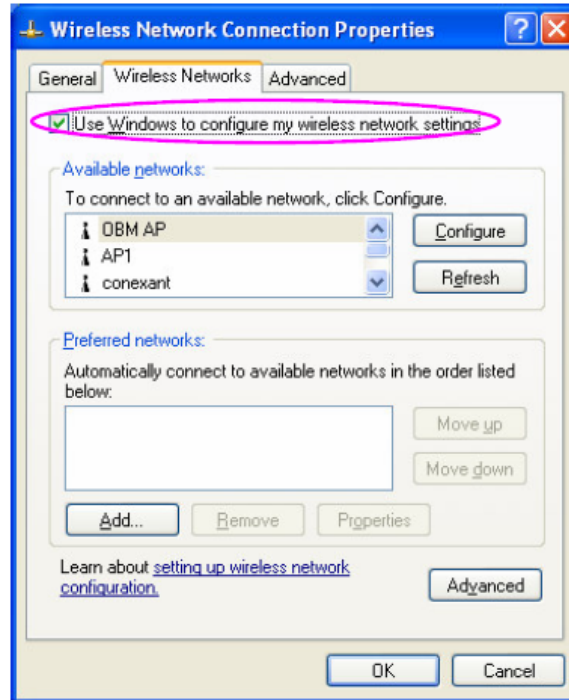 Wireless Network Connection Properties
General Wireless Networks Advanced
Use Windows to configure my wireless network settings
Available networks:
To connect to an available network, click Configure.
OBM AP
AP1
conexant
Configure
Refresh
Preferred networks:
Automatically connect to available networks in the order listed
below:
Move up
Move down
Add... Remove Properties
Learn about setting up wireless network
configuration.
Advanced
OK Cancel